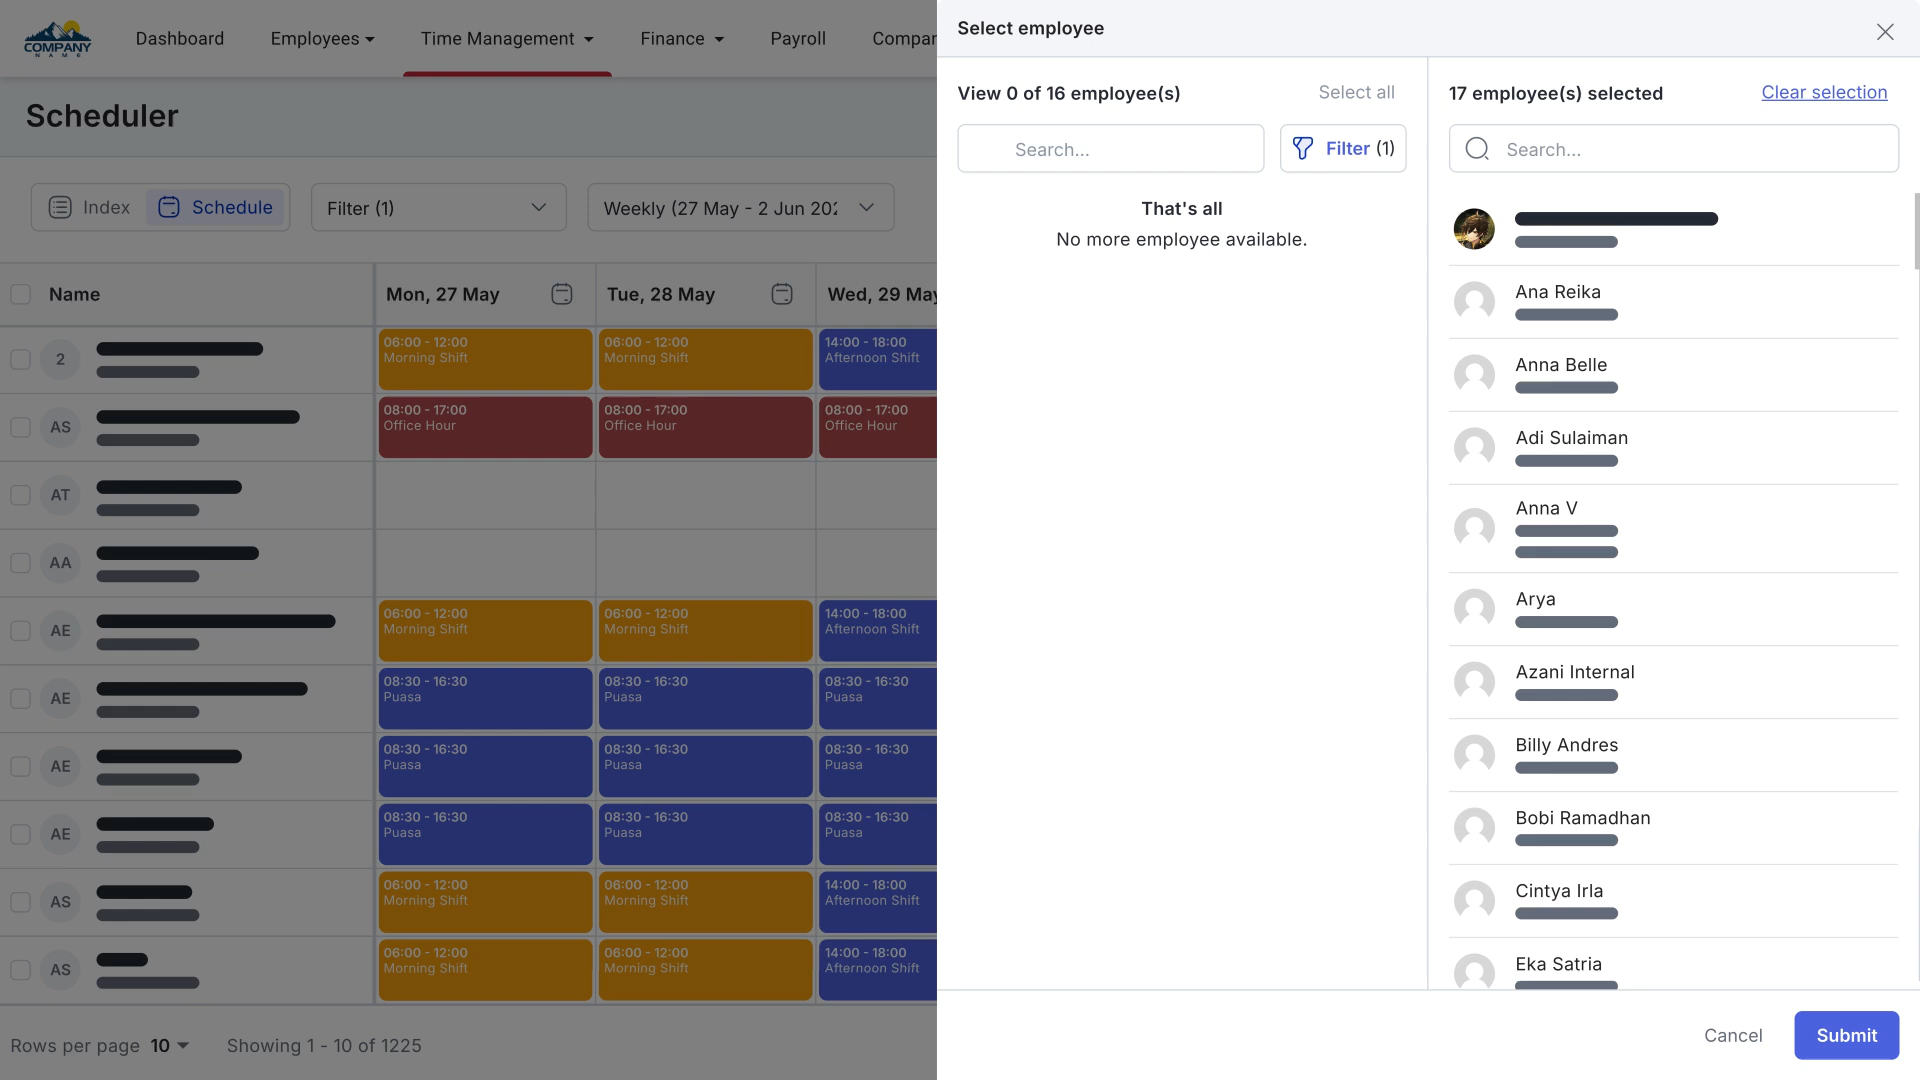 COMPANY
NAME
Dashboard
Employees
Time Management
Finance
Payroll
Compan
Scheduler
Index
Schedule
Filter (1)
Weekly (27 May - 2 Jun 202
Name
Mon, 27 May
Tue, 28 May
Wed, 29 May
2
06:00 - 12:00
Morning Shift
06:00 - 12:00
Morning Shift
14:00 - 18:00
Afternoon Shift
AS
08:00 - 17:00
Office Hour
08:00 - 17:00
Office Hour
08:00 - 17:00
Office Hour
AT
AA
AE
06:00 - 12:00
Morning Shift
06:00 - 12:00
Morning Shift
14:00 - 18:00
Afternoon Shift
AE
08:30 - 16:30
Puasa
08:30 - 16:30
Puasa
08:30 - 16:30
Puasa
AE
08:30 - 16:30
Puasa
08:30 - 16:30
Puasa
08:30 - 16:30
Puasa
AE
08:30 - 16:30
Puasa
08:30 - 16:30
Puasa
08:30 - 16:30
Puasa
AS
06:00 - 12:00
Morning Shift
06:00 - 12:00
Morning Shift
14:00 - 18:00
Afternoon Shift
AS
06:00 - 12:00
Morning Shift
06:00 - 12:00
Morning Shift
14:00 - 18:00
Afternoon Shift
Rows per page 10
Showing 1 - 10 of 1225
Select employee
View 0 of 16 employee(s)
Select all
Search...
Filter (1)
That's all
No more employee available.
17 employee(s) selected
Clear selection
Search...
Ana Reika
Anna Belle
Adi Sulaiman
Anna V
Arya
Azani Internal
Billy Andres
Bobi Ramadhan
Cintya Irla
Eka Satria
Cancel
Submit